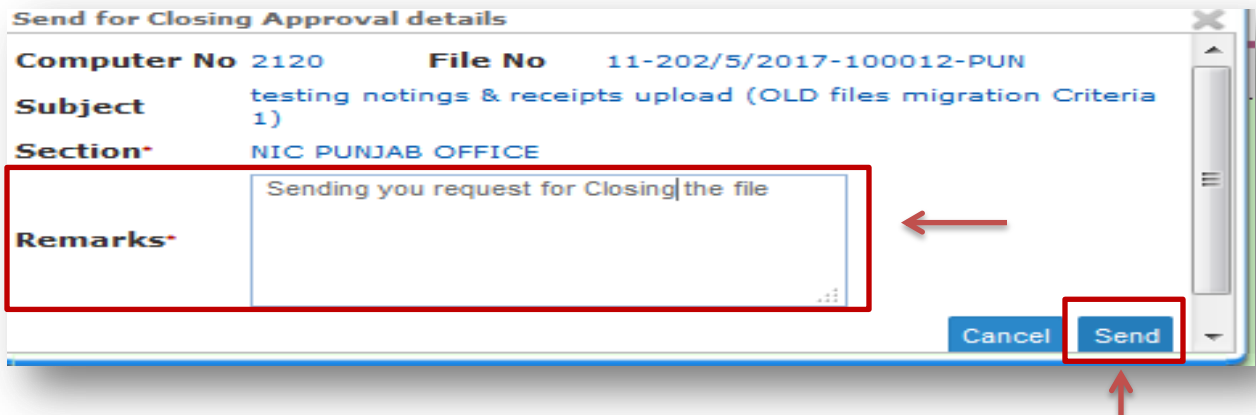 Send for Closing Approval details
Computer No 2120 File No 11-202/5/2017-100012-PUN
Subject testing notings & receipts upload (OLD files migration Criteria
1)
Section* NIC PUNJAB OFFICE
Sending you request for Closing the file
Remarks*
Cancel Send